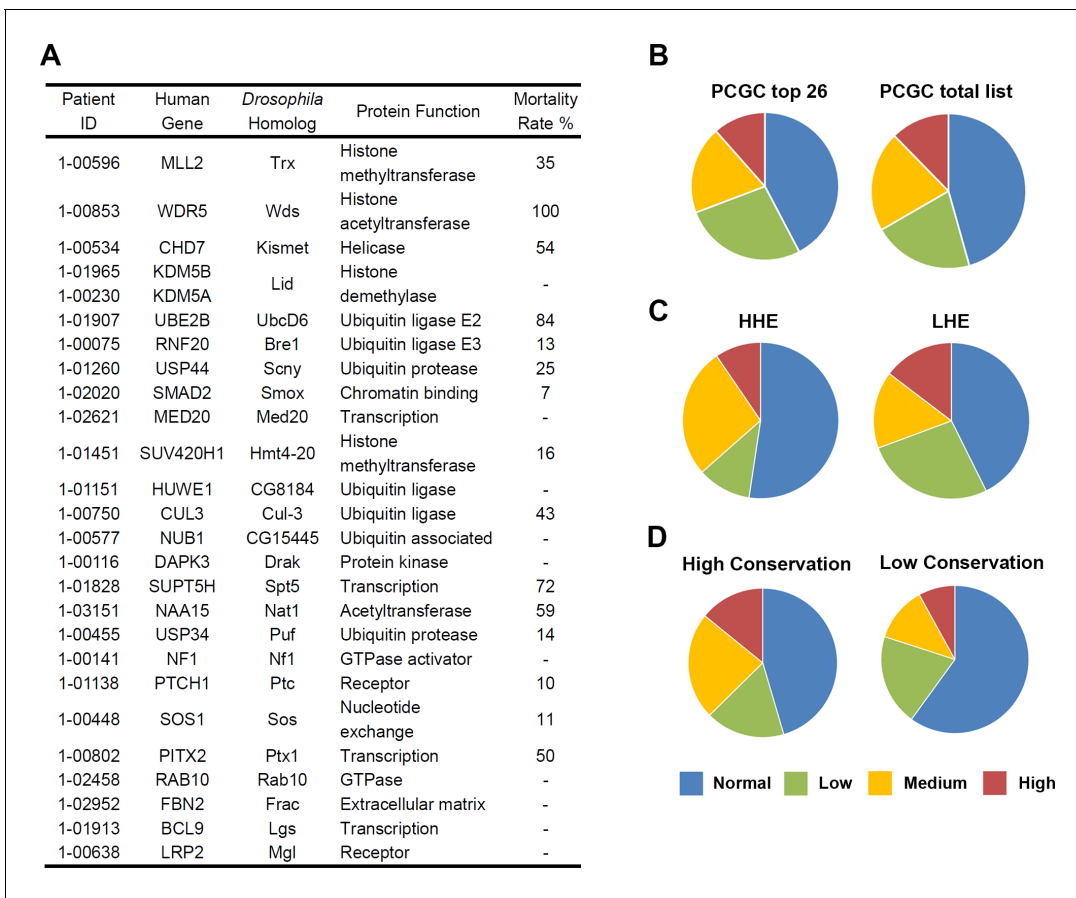 A
Patient Human Drosophila Protein Function Mortality
ID Gene Homolog Rate %
1-00596 MLL2 Trx Histone methyltransferase 35
1-00853 WDR5 Wds Histone acetyltransferase 100
1-00534 CHD7 Kismet Helicase 54
1-01965 KDM5B Lid Histone demethylase -
1-00230 KDM5A
1-01907 UBE2B UbcD6 Ubiquitin ligase E2 84
1-00075 RNF20 Bre1 Ubiquitin ligase E3 13
1-01260 USP44 Scny Ubiquitin protease 25
1-02020 SMAD2 Smox Chromatin binding 7
1-02621 MED20 Med20 Transcription -
1-01451 SUV420H1 Hmt4-20 Histone methyltransferase 16
1-01151 HUWE1 CG8184 Ubiquitin ligase -
1-00750 CUL3 Cul-3 Ubiquitin ligase 43
1-00577 NUB1 CG15445 Ubiquitin associated -
1-00116 DAPK3 Drak Protein kinase -
1-01828 SUPT5H Spt5 Transcription 72
1-03151 NAA15 Nat1 Acetyltransferase 59
1-00455 USP34 Puf Ubiquitin protease 14
1-00141 NF1 Nf1 GTPase activator -
1-01138 PTCH1 Ptc Receptor 10
1-00448 SOS1 Sos Nucleotide exchange 11
1-00802 PITX2 Ptx1 Transcription 50
1-02458 RAB10 Rab10 GTPase -
1-02952 FBN2 Frac Extracellular matrix -
1-01913 BCL9 Lgs Transcription -
1-00638 LRP2 Mgl Receptor -
B
PCGC top 26 PCGC total list
C
HHE LHE
D
High Conservation Low Conservation
Normal Low Medium High